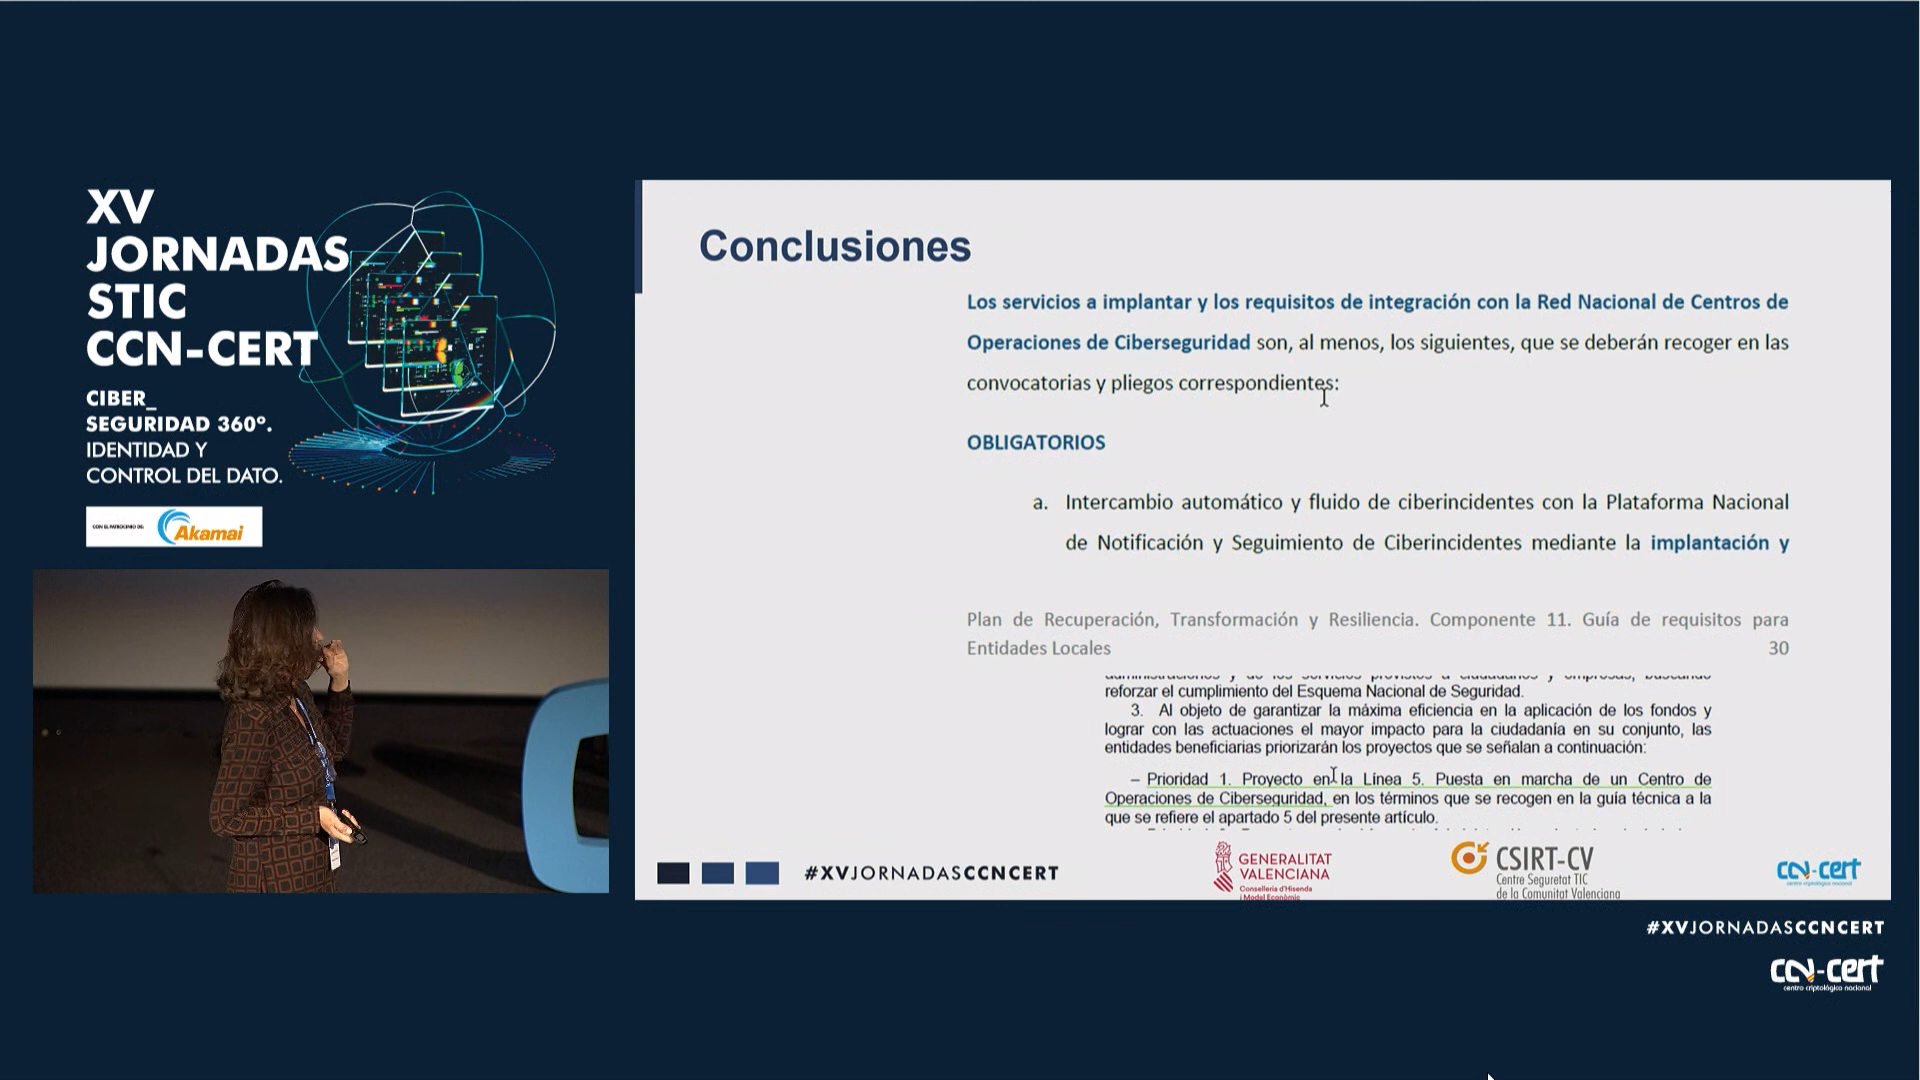 XV
JORNADAS
STIC
CCN-CERT
CIBER_
SEGURIDAD 360º.
IDENTIDAD Y
CONTROL DEL DATO.
CON EL PATROCINIO DE:
Akamai
Conclusiones
Los servicios a implantar y los requisitos de integración con la Red Nacional de Centros de
Operaciones de Ciberseguridad son, al menos, los siguientes, que se deberán recoger en las
convocatorias y pliegos correspondientes:
OBLIGATORIOS
a. Intercambio automático y fluido de ciberincidentes con la Plataforma Nacional
de Notificación y Seguimiento de Ciberincidentes mediante la implantación y
Plan de Recuperación, Transformación y Resiliencia. Componente 11. Guía de requisitos para
Entidades Locales 30
reforzar el cumplimiento del Esquema Nacional de Seguridad.
3. Al objeto de garantizar la máxima eficiencia en la aplicación de los fondos y
lograr con las actuaciones el mayor impacto para la ciudadanía en su conjunto, las
entidades beneficiarias priorizarán los proyectos que se señalan a continuación:
– Prioridad 1. Proyecto en la Línea 5. Puesta en marcha de un Centro de
Operaciones de Ciberseguridad, en los términos que se recogen en la guía técnica a la
que se refiere el apartado 5 del presente artículo.
#XVJORNADASCCNCERT
GENERALITAT
VALENCIANA
Conselleria d'Hisenda
i Model Econòmic
CSIRT-CV
Centre Seguretat TIC
de la Comunitat Valenciana
ccn-cert
centro criptológico nacional
#XVJORNADASCCNCERT
ccn-cert
centro criptológico nacional